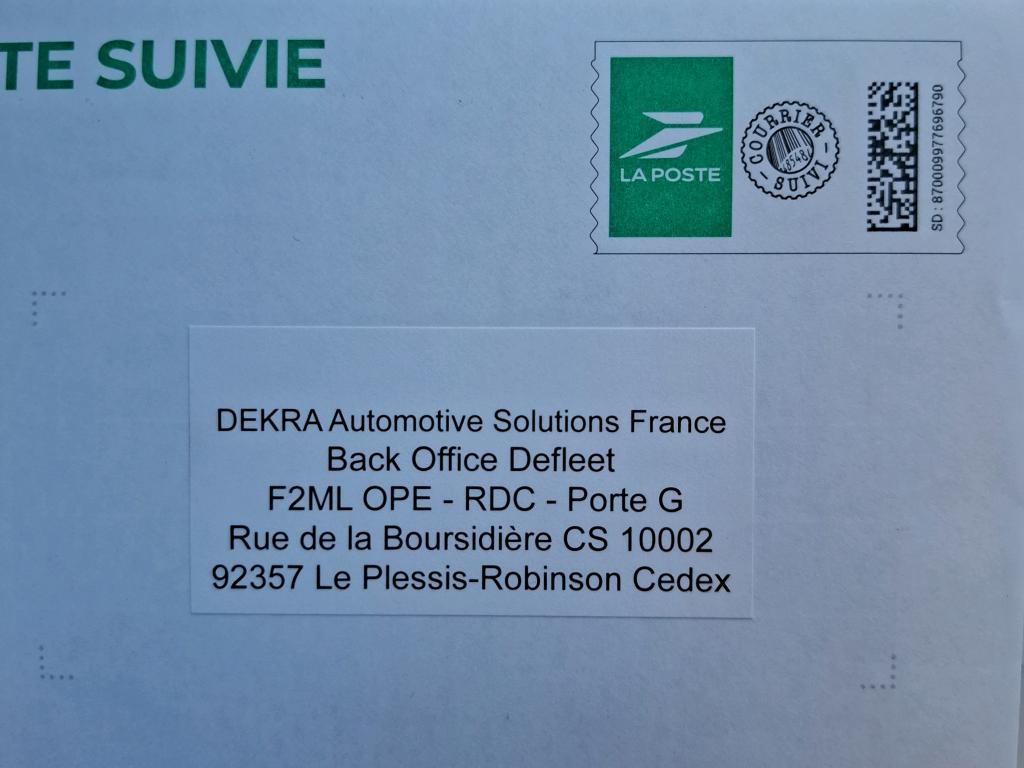 TE SUIVIE
LA POSTE
COURRIER
SUIVI
SD : 870009977696790
DEKRA Automotive Solutions France
Back Office Defleet
F2ML OPE - RDC - Porte G
Rue de la Boursidière CS 10002
92357 Le Plessis-Robinson Cedex